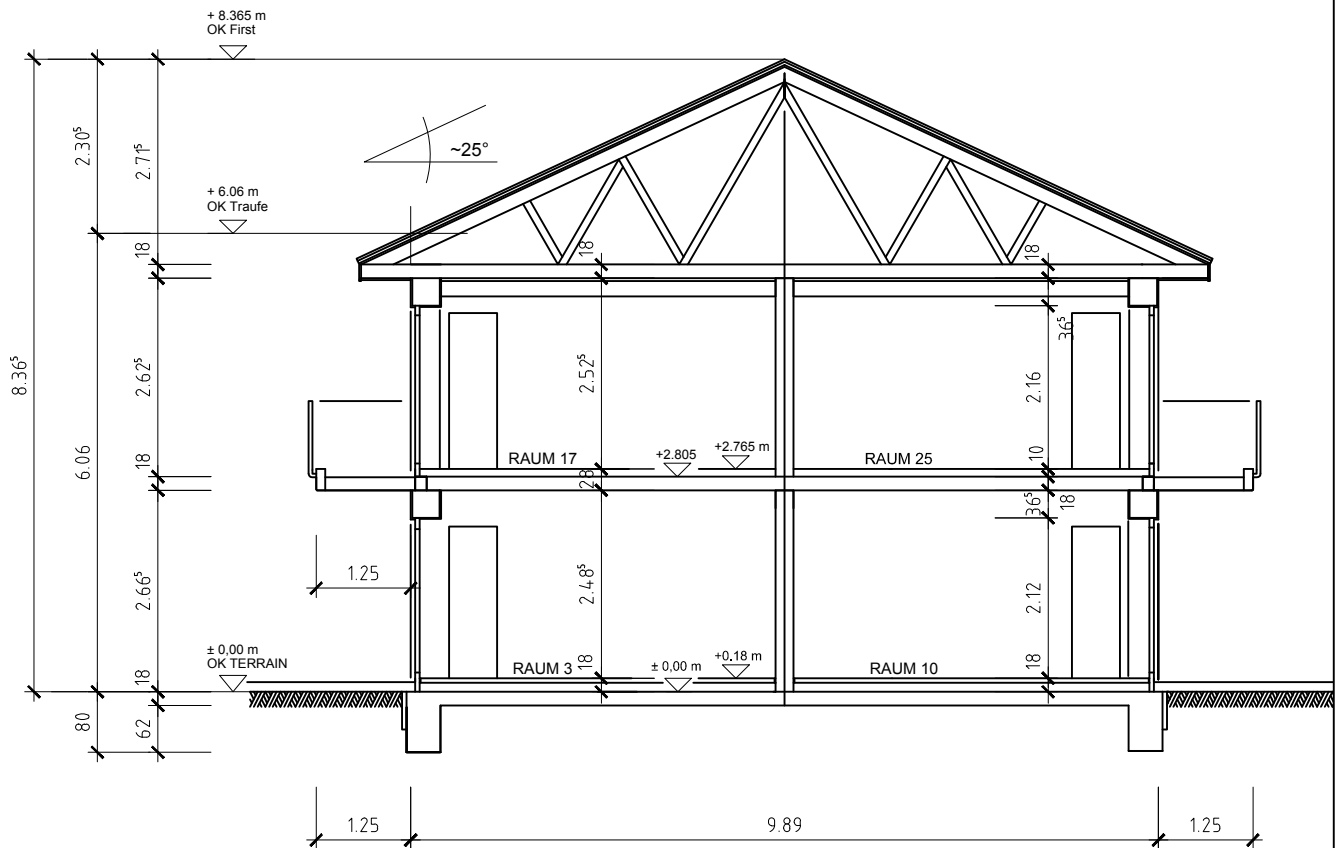 + 8.365 m
OK First
2.30⁵
2.71⁵
~25°
+ 6.06 m
OK Traufe
18
18
18
8.36⁵
6.06
2.62⁵
2.52⁵
36⁵
2.16
18
RAUM 17
+2.805
+2.765 m
RAUM 25
10
28
36⁵
18
1.25
2.66⁵
2.48⁵
2.12
± 0,00 m
OK TERRAIN
18
RAUM 3
18
± 0,00 m
+0.18 m
RAUM 10
18
80
62
1.25
9.89
1.25